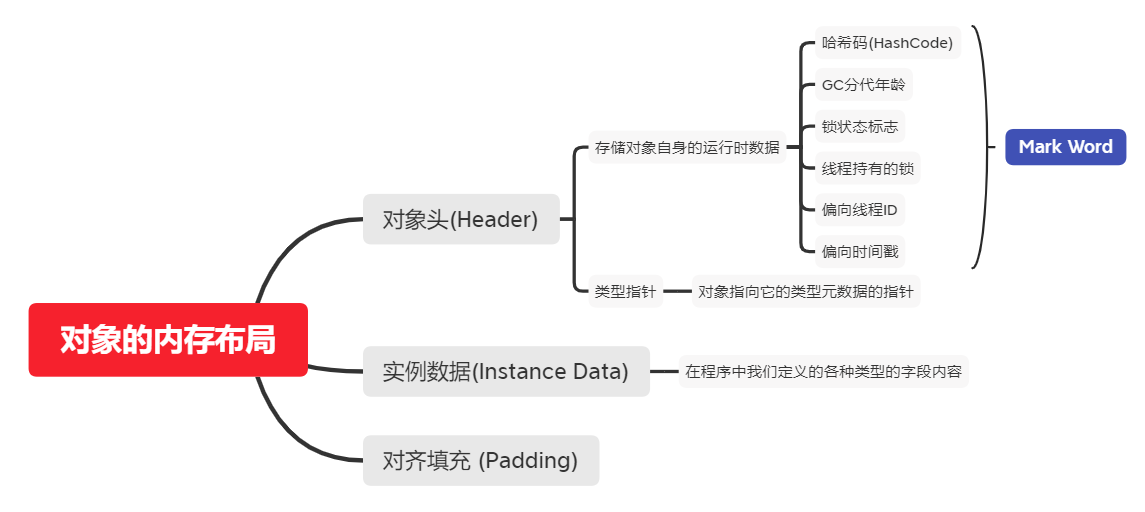 对象的内存布局
对象头(Header)
存储对象自身的运行时数据
哈希码(HashCode)
GC分代年龄
锁状态标志
线程持有的锁
偏向线程ID
偏向时间戳
Mark Word
类型指针
对象指向它的类型元数据的指针
实例数据(Instance Data)
在程序中我们定义的各种类型的字段内容
对齐填充 (Padding)